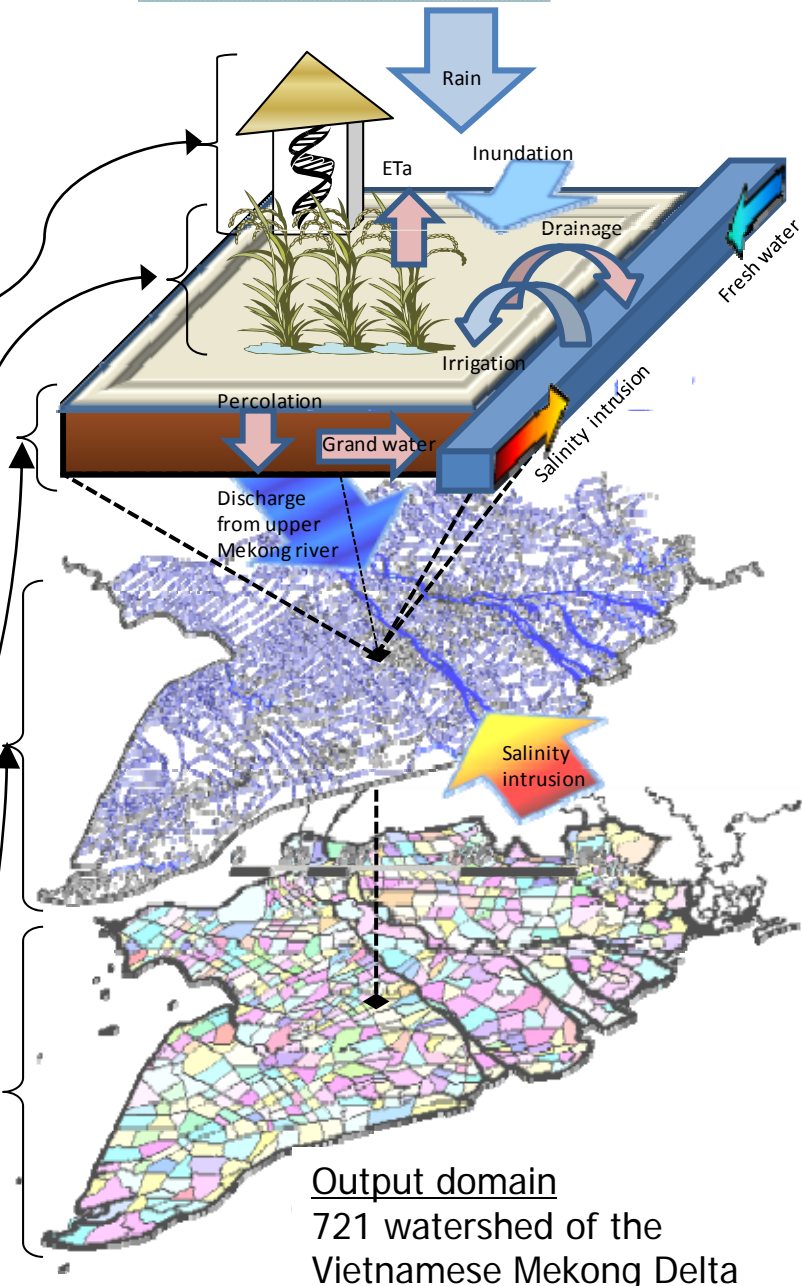 Rain
ETa
Inundation
Drainage
Fresh water
Irrigation
Percolation
Grand water
Salinity intrusion
Discharge
from upper
Mekong river
Salinity
intrusion
Output domain
721 watershed of the
Vietnamese Mekong Delta